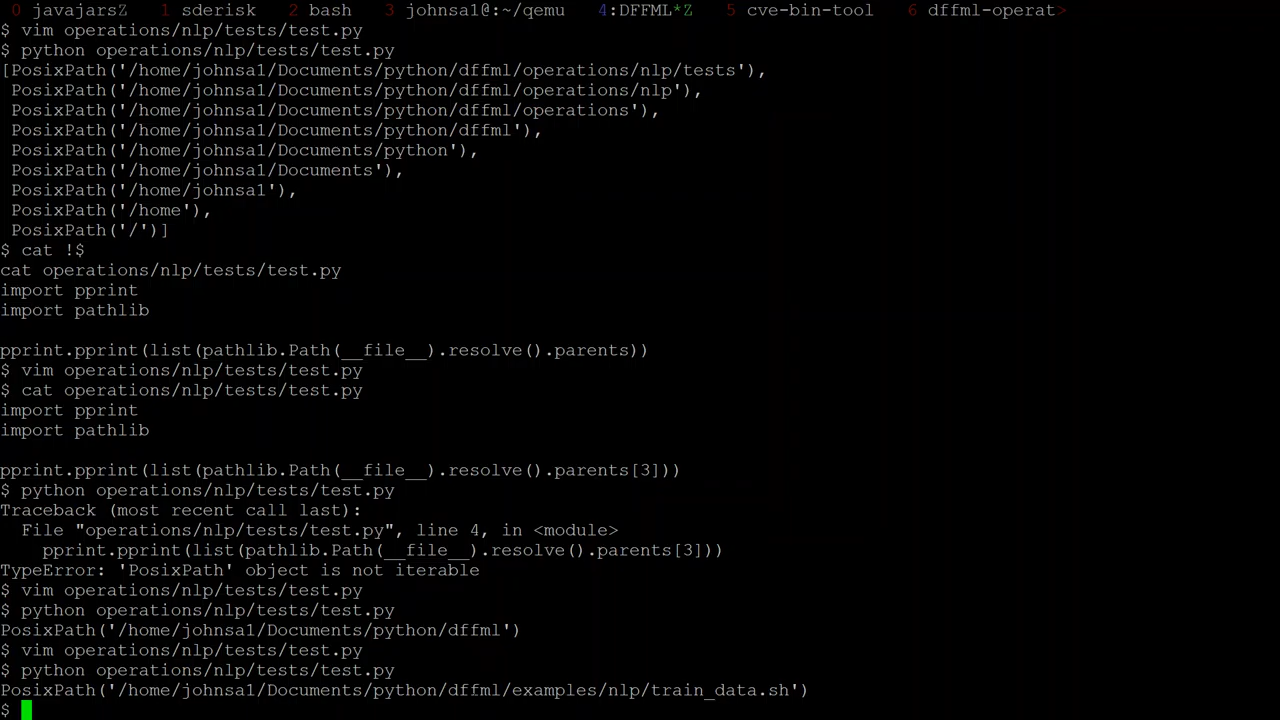 0 javajarsZ  1 sderisk  2 bash  3 johnsa1@:~/qemu  4:DFFML*Z  5 cve-bin-tool  6 dffml-operat>
$ vim operations/nlp/tests/test.py
$ python operations/nlp/tests/test.py
[PosixPath('/home/johnsa1/Documents/python/dffml/operations/nlp/tests'),
 PosixPath('/home/johnsa1/Documents/python/dffml/operations/nlp'),
 PosixPath('/home/johnsa1/Documents/python/dffml/operations'),
 PosixPath('/home/johnsa1/Documents/python/dffml'),
 PosixPath('/home/johnsa1/Documents/python'),
 PosixPath('/home/johnsa1/Documents'),
 PosixPath('/home/johnsa1'),
 PosixPath('/home'),
 PosixPath('/')]
$ cat !$
cat operations/nlp/tests/test.py
import pprint
import pathlib

pprint.pprint(list(pathlib.Path(__file__).resolve().parents))
$ vim operations/nlp/tests/test.py
$ cat operations/nlp/tests/test.py
import pprint
import pathlib

pprint.pprint(list(pathlib.Path(__file__).resolve().parents[3]))
$ python operations/nlp/tests/test.py
Traceback (most recent call last):
  File "operations/nlp/tests/test.py", line 4, in <module>
    pprint.pprint(list(pathlib.Path(__file__).resolve().parents[3]))
TypeError: 'PosixPath' object is not iterable
$ vim operations/nlp/tests/test.py
$ python operations/nlp/tests/test.py
PosixPath('/home/johnsa1/Documents/python/dffml')
$ vim operations/nlp/tests/test.py
$ python operations/nlp/tests/test.py
PosixPath('/home/johnsa1/Documents/python/dffml/examples/nlp/train_data.sh')
$